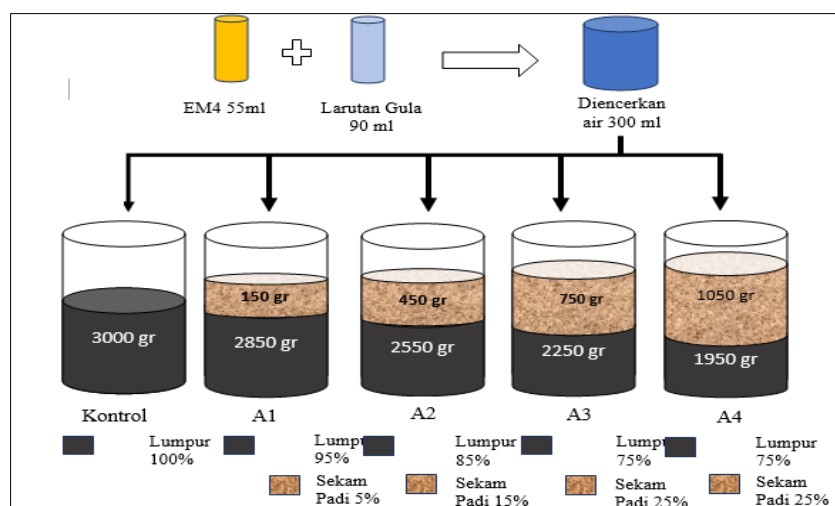 EM4 55ml
Larutan Gula
90 ml
Diencerkan
air 300 ml
150 gr
450 gr
750 gr
1050 gr
3000 gr
2850 gr
2550 gr
2250 gr
1950 gr
Kontrol
A1
A2
A3
A4
Lumpur
100%
Lumpur
95%
Lumpur
85%
Lumpur
75%
Lumpur
75%
Sekam
Padi 5%
Sekam
Padi 15%
Sekam
Padi 25%
Sekam
Padi 25%